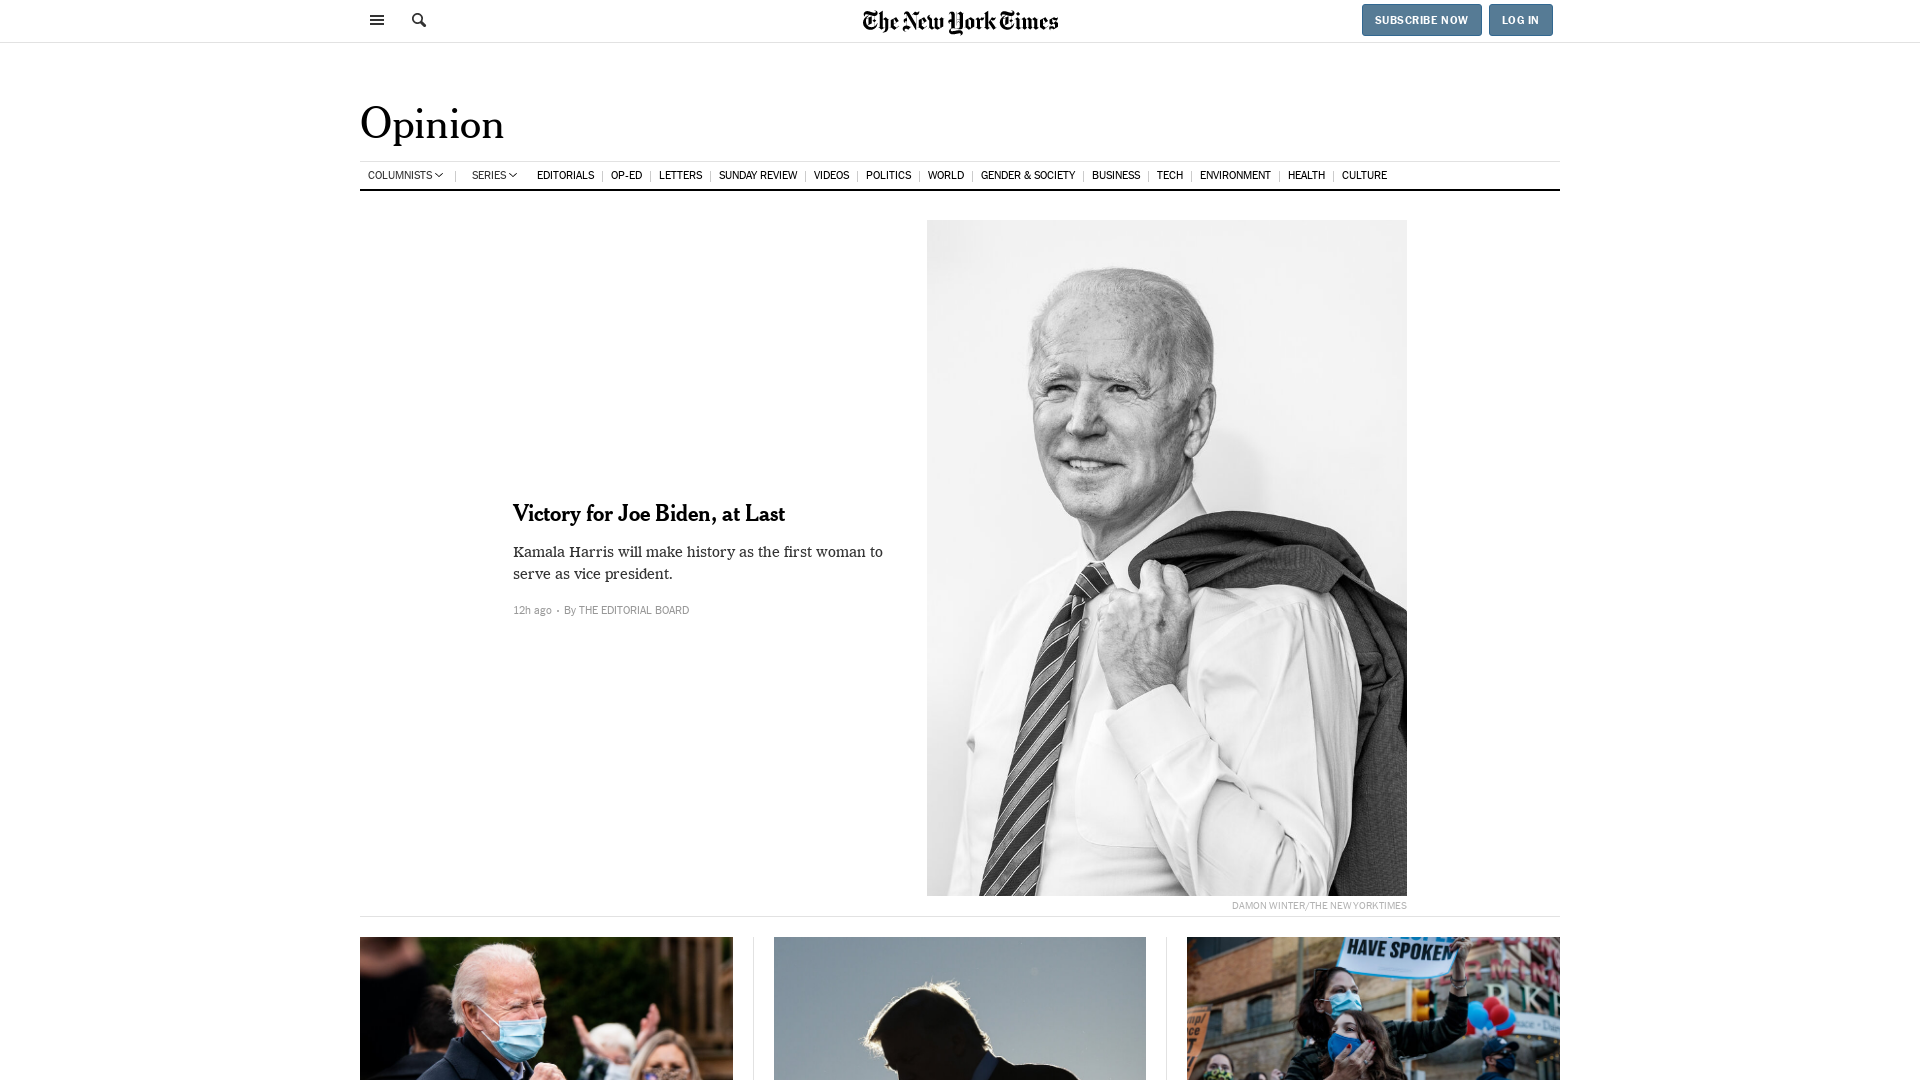 The New York Times
SUBSCRIBE NOW
LOG IN
Opinion
COLUMNISTS SERIES EDITORIALS OP-ED LETTERS SUNDAY REVIEW VIDEOS POLITICS WORLD GENDER & SOCIETY BUSINESS TECH ENVIRONMENT HEALTH CULTURE
Victory for Joe Biden, at Last
Kamala Harris will make history as the first woman to
serve as vice president.
12h ago · By THE EDITORIAL BOARD
DAMON WINTER/THE NEW YORK TIMES
HAVE SPOKEN